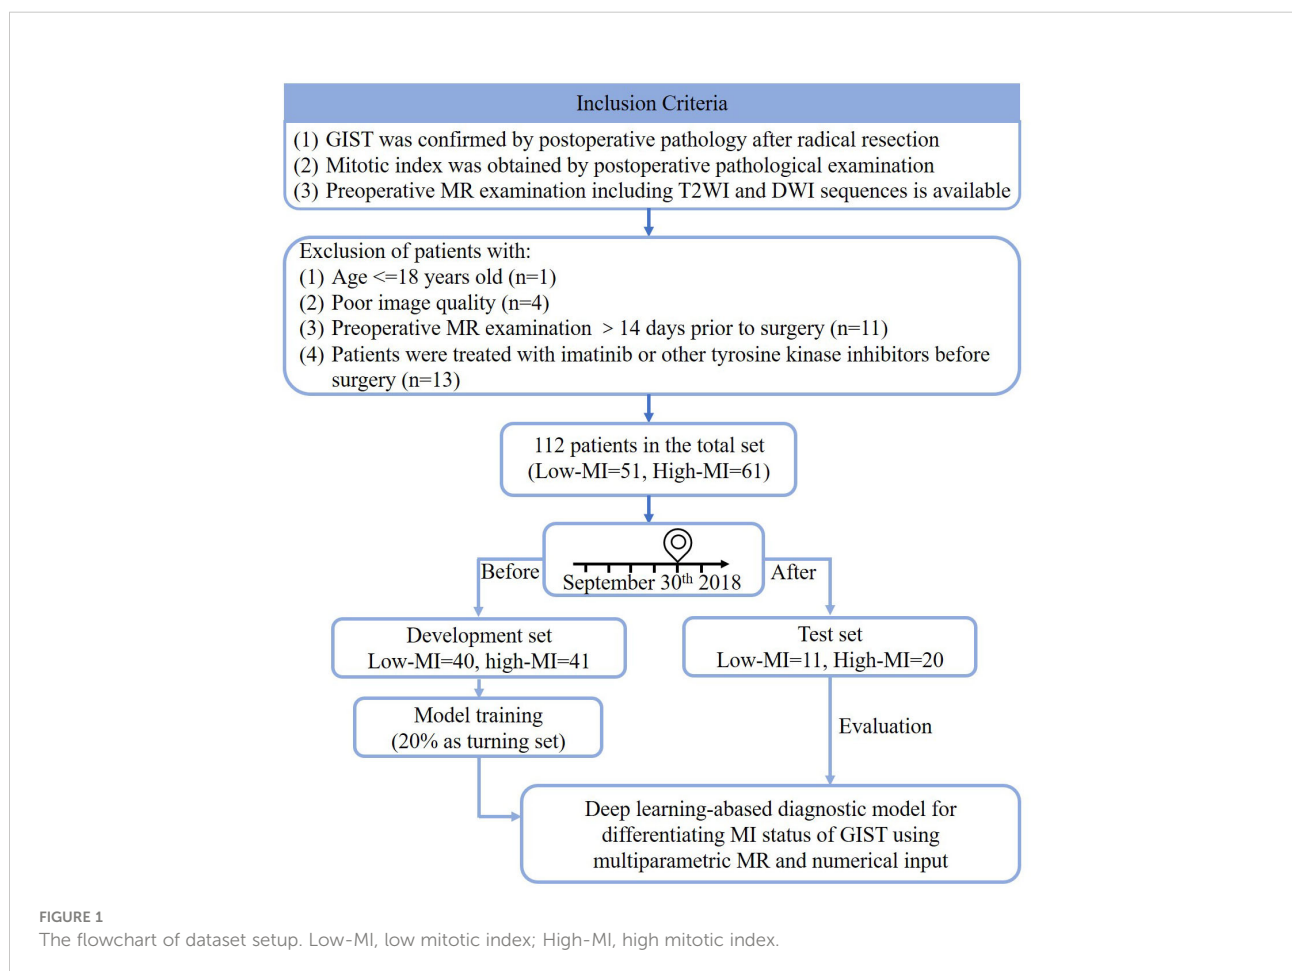 Inclusion Criteria
(1) GIST was confirmed by postoperative pathology after radical resection
(2) Mitotic index was obtained by postoperative pathological examination
(3) Preoperative MR examination including T2WI and DWI sequences is available
Exclusion of patients with:
(1) Age <=18 years old (n=1)
(2) Poor image quality (n=4)
(3) Preoperative MR examination > 14 days prior to surgery (n=11)
(4) Patients were treated with imatinib or other tyrosine kinase inhibitors before
surgery (n=13)
112 patients in the total set
(Low-MI=51, High-MI=61)
Before
September 30th 2018
After
Development set
Low-MI=40, high-MI=41
Test set
Low-MI=11, High-MI=20
Model training
(20% as turning set)
Evaluation
Deep learning-abased diagnostic model for
differentiating MI status of GIST using
multiparametric MR and numerical input
FIGURE 1
The flowchart of dataset setup. Low-MI, low mitotic index; High-MI, high mitotic index.